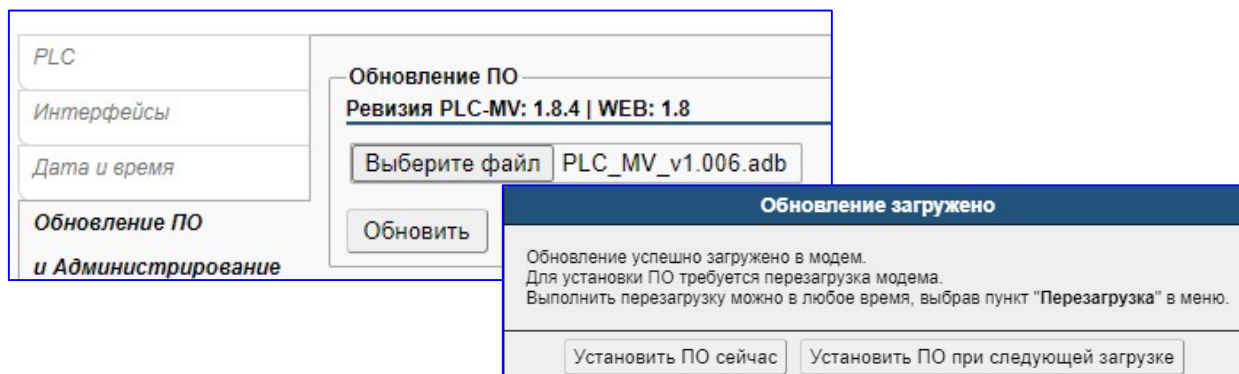 PLC
Интерфейсы
Дата и время
Обновление ПО
и Администрирование
Обновление ПО
Ревизия PLC-MV: 1.8.4 | WEB: 1.8
Выберите файл PLC_MV_v1.006.adb
Обновить
Обновление загружено
Обновление успешно загружено в модем.
Для установки ПО требуется перезагрузка модема.
Выполнить перезагрузку можно в любое время, выбрав пункт "Перезагрузка" в меню.
Установить ПО сейчас Установить ПО при следующей загрузке